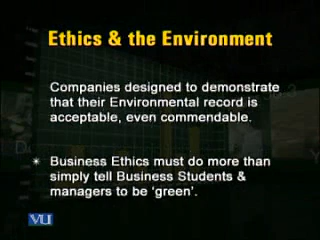 Ethics & the Environment
Companies designed to demonstrate
that their Environmental record is
acceptable, even commendable.
✶ Business Ethics must do more than
simply tell Business Students &
managers to be ‘green’.
VU